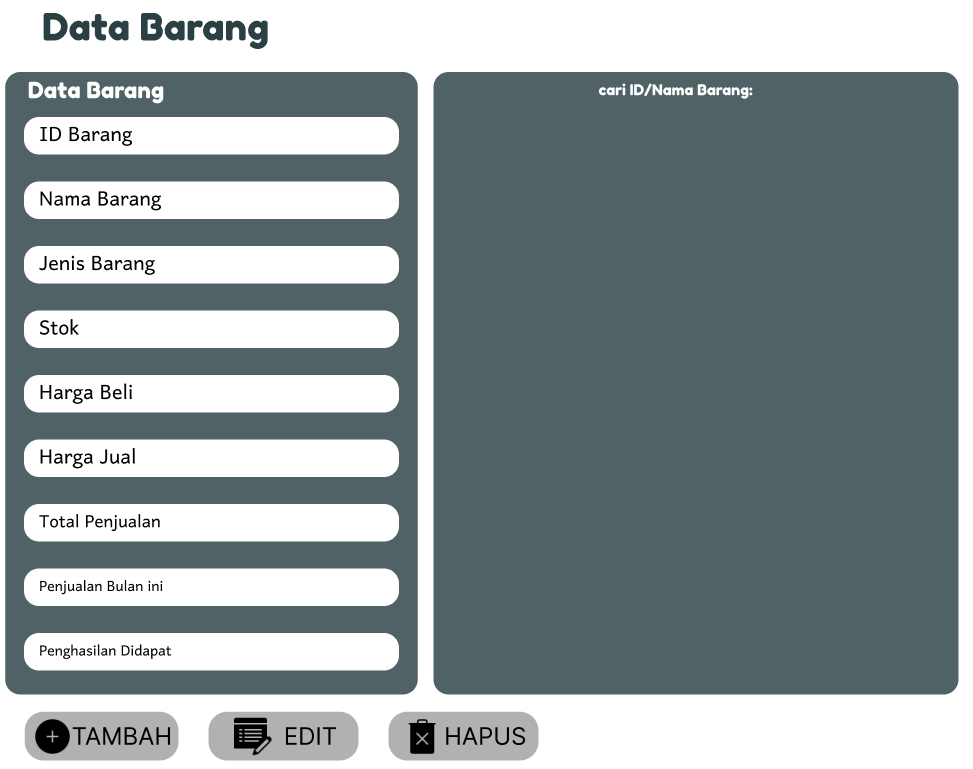 Data Barang
Data Barang
ID Barang
Nama Barang
Jenis Barang
Stok
Harga Beli
Harga Jual
Total Penjualan
Penjualan Bulan ini
Penghasilan Didapat
cari ID/Nama Barang:
TAMBAH
EDIT
HAPUS